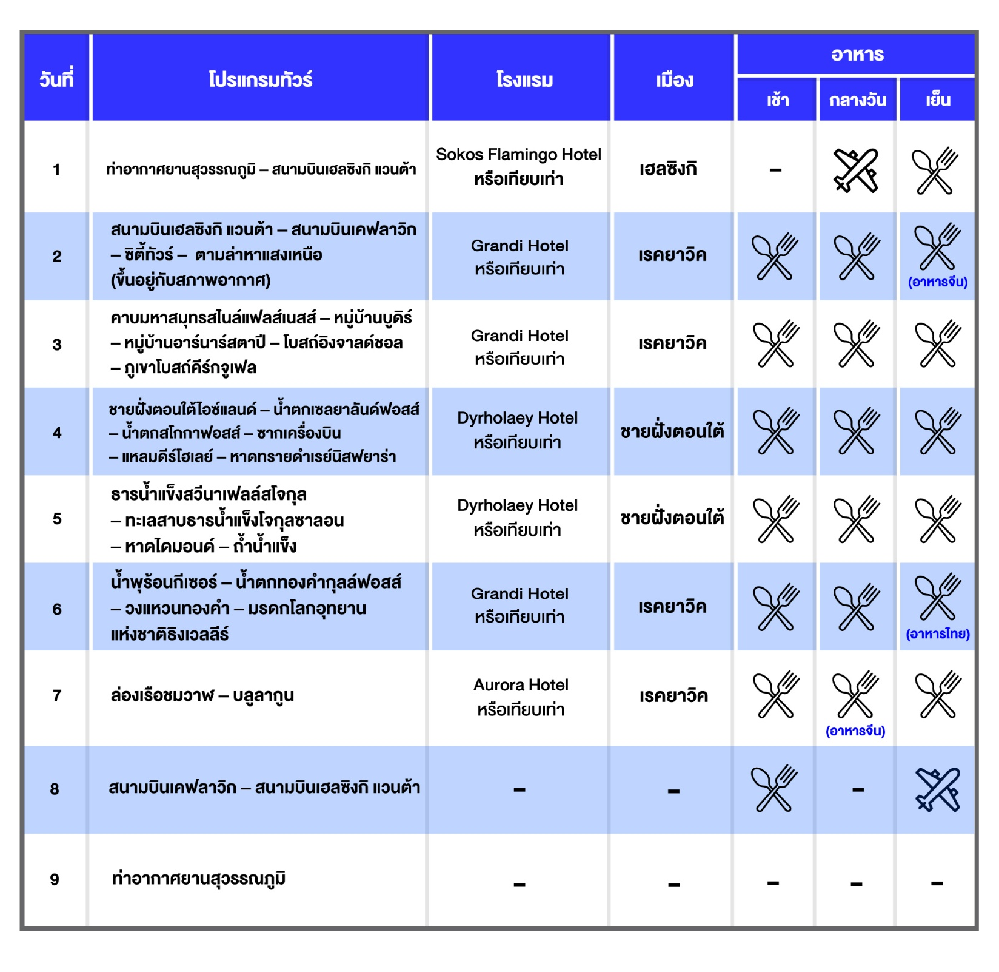 วันที่
โปรแกรมทัวร์
โรงแรม
เมือง
อาหาร
เช้า
กลางวัน
เย็น
1
ท่าอากาศยานสุวรรณภูมิ – สนามบินเฮลซิงกิ แวนต้า
Sokos Flamingo Hotel
หรือเทียบเท่า
เฮลซิงกิ
–
2
สนามบินเฮลซิงกิ แวนต้า – สนามบินเคฟลาวิก
– ซิตี้ทัวร์ – ตามล่าหาแสงเหนือ
(ขึ้นอยู่กับสภาพอากาศ)
Grandi Hotel
หรือเทียบเท่า
เรคยาวิค
(อาหารจีน)
3
คาบมหาสมุทรสไนล์แฟลส์เนสส์ – หมู่บ้านบูดิร์
– หมู่บ้านอาร์นาร์สตาปี – โบสถ์อิงจาลด์ชอล
– ภูเขาโบสถ์คีร์กจูเฟล
Grandi Hotel
หรือเทียบเท่า
เรคยาวิค
4
ชายฝั่งตอนใต้ไอซ์แลนด์ – น้ำตกเซลยาลันด์ฟอสส์
– น้ำตกสโกกาฟอสส์ – ซากเครื่องบิน
– แหลมดีร์โฮเลย์ – หาดทรายดำเรย์นิสฟยาร่า
Dyrholaey Hotel
หรือเทียบเท่า
ชายฝั่งตอนใต้
5
ธารน้ำแข็งสวีนาเฟลล์สโจกุล
– ทะเลสาบธารน้ำแข็งโจกุลซาลอน
– หาดไดมอนด์ – ถ้ำน้ำแข็ง
Dyrholaey Hotel
หรือเทียบเท่า
ชายฝั่งตอนใต้
6
น้ำพุร้อนกีเซอร์ – น้ำตกทองคำกุลล์ฟอสส์
– วงแหวนทองคำ – มรดกโลกอุทยาน
แห่งชาติธิงเวลลีร์
Grandi Hotel
หรือเทียบเท่า
เรคยาวิค
(อาหารไทย)
7
ล่องเรือชมวาฬ – บลูลากูน
Aurora Hotel
หรือเทียบเท่า
เรคยาวิค
(อาหารจีน)
8
สนามบินเคฟลาวิก – สนามบินเฮลซิงกิ แวนต้า
–
–
–
9
ท่าอากาศยานสุวรรณภูมิ
–
–
–
–
–